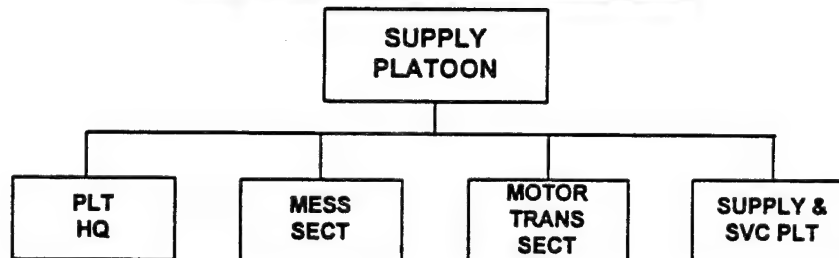 SUPPLY
PLATOON
PLT
HQ
MESS
SECT
MOTOR
TRANS
SECT
SUPPLY &
SVC PLT